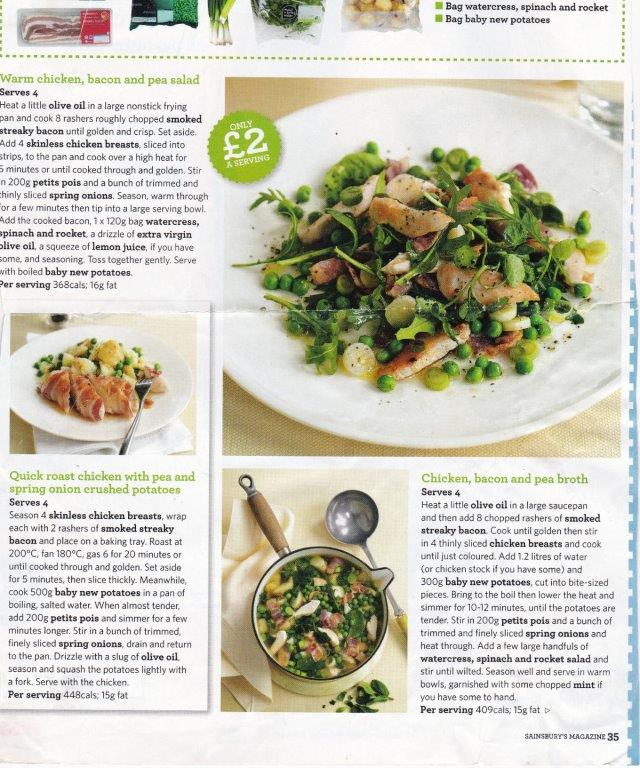 Bag watercress, spinach and rocket
Bag baby new potatoes
Warm chicken, bacon and pea salad
Serves 4
Heat a little olive oil in a large nonstick frying
pan and cook 8 rashers roughly chopped smoked
streaky bacon until golden and crisp. Set aside.
Add 4 skinless chicken breasts, sliced into
strips, to the pan and cook over a high heat for
5 minutes or until cooked through and golden. Stir
in 200g petits pois and a bunch of trimmed and
thinly sliced spring onions. Season, warm through
for a few minutes then tip into a large serving bowl.
Add the cooked bacon, 1 x 120g bag watercress,
spinach and rocket, a drizzle of extra virgin
olive oil, a squeeze of lemon juice, if you have
some, and seasoning. Toss together gently. Serve
with boiled baby new potatoes.
Per serving 368cals; 16g fat
ONLY
£2
A SERVING
Quick roast chicken with pea and
spring onion crushed potatoes
Serves 4
Season 4 skinless chicken breasts, wrap
each with 2 rashers of smoked streaky
bacon and place on a baking tray. Roast at
200°C, fan 180°C, gas 6 for 20 minutes or
until cooked through and golden. Set aside
for 5 minutes, then slice thickly. Meanwhile,
cook 500g baby new potatoes in a pan of
boiling, salted water. When almost tender,
add 200g petits pois and simmer for a few
minutes longer. Stir in a bunch of trimmed,
finely sliced spring onions, drain and return
to the pan. Drizzle with a slug of olive oil,
season and squash the potatoes lightly with
a fork. Serve with the chicken.
Per serving 448cals; 15g fat
Chicken, bacon and pea broth
Serves 4
Heat a little olive oil in a large saucepan
and then add 8 chopped rashers of smoked
streaky bacon. Cook until golden then stir
in 4 thinly sliced chicken breasts and cook
until just coloured. Add 1.2 litres of water
(or chicken stock if you have some) and
300g baby new potatoes, cut into bite-sized
pieces. Bring to the boil then lower the heat and
simmer for 10-12 minutes, until the potatoes are
tender. Stir in 200g petits pois and a bunch of
trimmed and finely sliced spring onions and
heat through. Add a few large handfuls of
watercress, spinach and rocket salad and
stir until wilted. Season well and serve in warm
bowls, garnished with some chopped mint if
you have some to hand.
Per serving 409cals; 15g fat ▷
SAINSBURY'S MAGAZINE 35